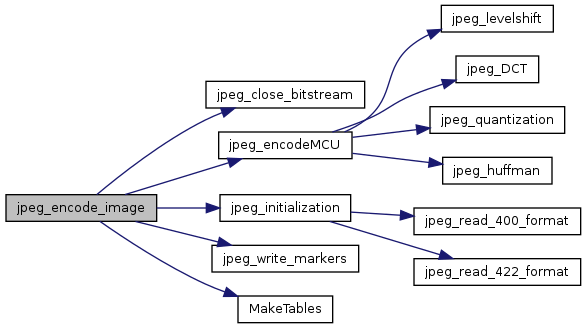 jpeg_levelshift
jpeg_DCT
jpeg_close_bitstream
jpeg_quantization
jpeg_encodeMCU
jpeg_huffman
jpeg_encode_image
jpeg_initialization
jpeg_read_400_format
jpeg_write_markers
jpeg_read_422_format
MakeTables